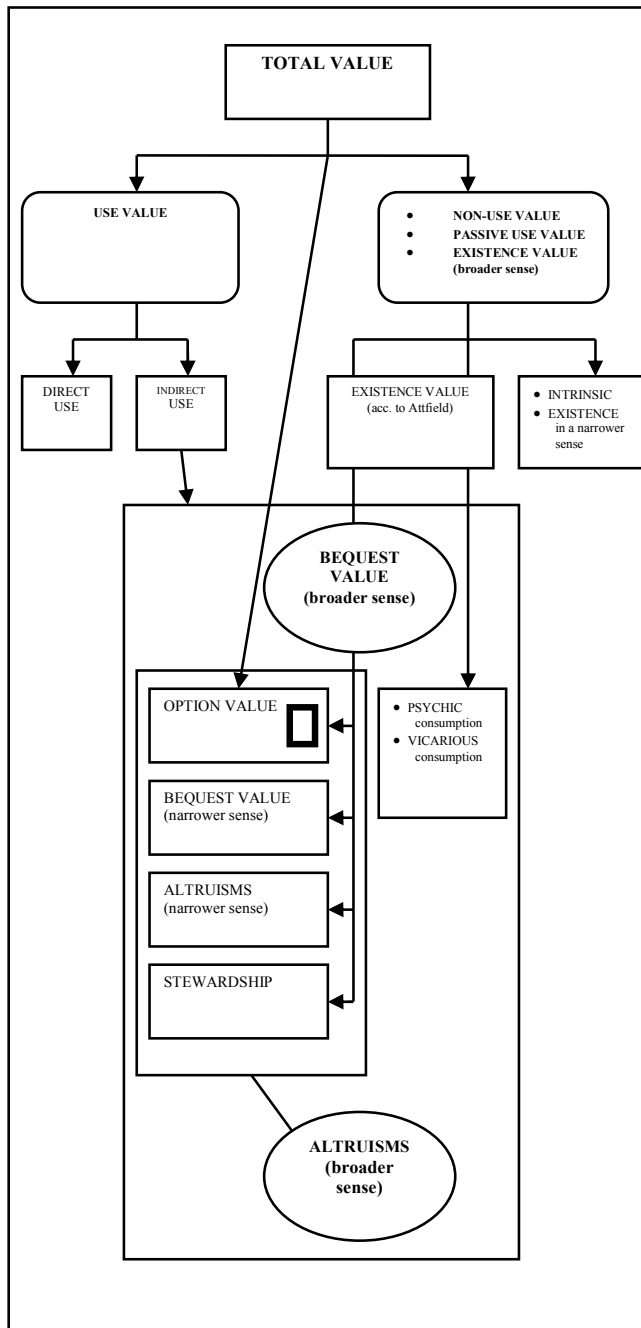 TOTAL VALUE
USE VALUE
• NON-USE VALUE
• PASSIVE USE VALUE
• EXISTENCE VALUE
(broader sense)
DIRECT
USE
INDIRECT
USE
EXISTENCE VALUE
(acc. to Attfield)
• INTRINSIC
• EXISTENCE
in a narrower
sense
BEQUEST
VALUE
(broader sense)
OPTION VALUE
• PSYCHIC
consumption
• VICARIOUS
consumption
BEQUEST VALUE
(narrower sense)
ALTRUISMS
(narrower sense)
STEWARDSHIP
ALTRUISMS
(broader
sense)